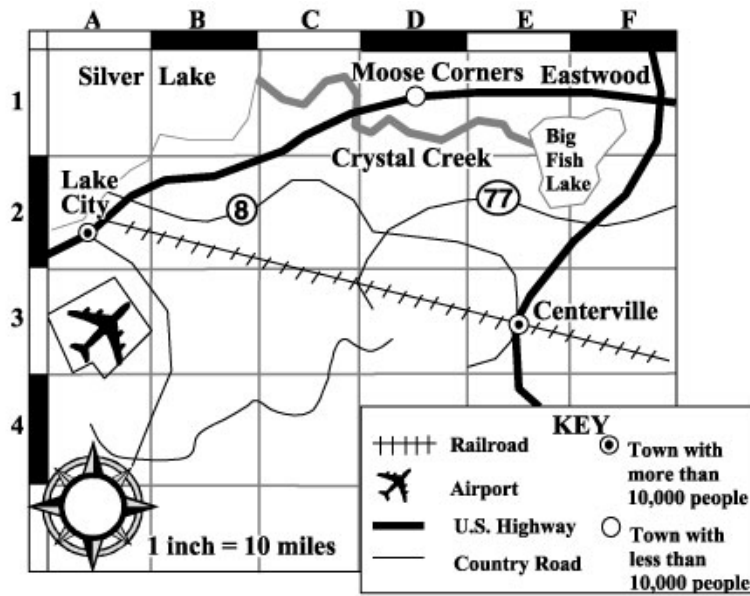 A B C D E F
1
2
3
4
Silver Lake
Moose Corners
Eastwood
Crystal Creek
Big
Fish
Lake
Lake
City
8
77
Centerville
1 inch = 10 miles
KEY
Railroad
Airport
U.S. Highway
Country Road
Town with
more than
10,000 people
Town with
less than
10,000 people